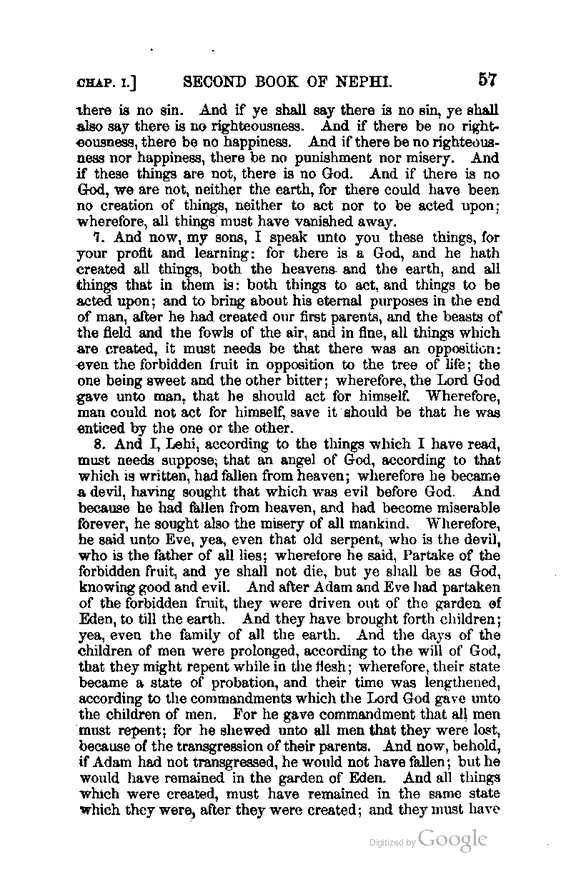 CHAP. I.] SECOND BOOK OF NEPHI. 57
there is no sin. And if ye shall say there is no sin, ye shall
also say there is no righteousness. And if there be no right-
eousness, there be no happiness. And if there be no righteous-
ness nor happiness, there be no punishment nor misery. And
if these things are not, there is no God. And if there is no
God, we are not, neither the earth, for there could have been
no creation of things, neither to act nor to be acted upon;
wherefore, all things must have vanished away.
7. And now, my sons, I speak unto you these things, for
your profit and learning: for there is a God, and he hath
created all things, both the heavens and the earth, and all
things that in them is: both things to act, and things to be
acted upon; and to bring about his eternal purposes in the end
of man, after he had created our first parents, and the beasts of
the field and the fowls of the air, and in fine, all things which
are created, it must needs be that there was an opposition:
even the forbidden fruit in opposition to the tree of life; the
one being sweet and the other bitter; wherefore, the Lord God
gave unto man, that he should act for himself. Wherefore,
man could not act for himself, save it should be that he was
enticed by the one or the other.
8. And I, Lehi, according to the things which I have read,
must needs suppose, that an angel of God, according to that
which is written, had fallen from heaven; wherefore he became
a devil, having sought that which was evil before God. And
because he had fallen from heaven, and had become miserable
forever, he sought also the misery of all mankind. Wherefore,
he said unto Eve, yea, even that old serpent, who is the devil,
who is the father of all lies; wherefore he said, Partake of the
forbidden fruit, and ye shall not die, but ye shall be as God,
knowing good and evil. And after Adam and Eve had partaken
of the forbidden fruit, they were driven out of the garden of
Eden, to till the earth. And they have brought forth children;
yea, even the family of all the earth. And the days of the
children of men were prolonged, according to the will of God,
that they might repent while in the flesh; wherefore, their state
became a state of probation, and their time was lengthened,
according to the commandments which the Lord God gave unto
the children of men. For he gave commandment that all men
must repent; for he shewed unto all men that they were lost,
because of the transgression of their parents. And now, behold,
if Adam had not transgressed, he would not have fallen; but he
would have remained in the garden of Eden. And all things
which were created, must have remained in the same state
which they were, after they were created; and they must have
Digitized by Google